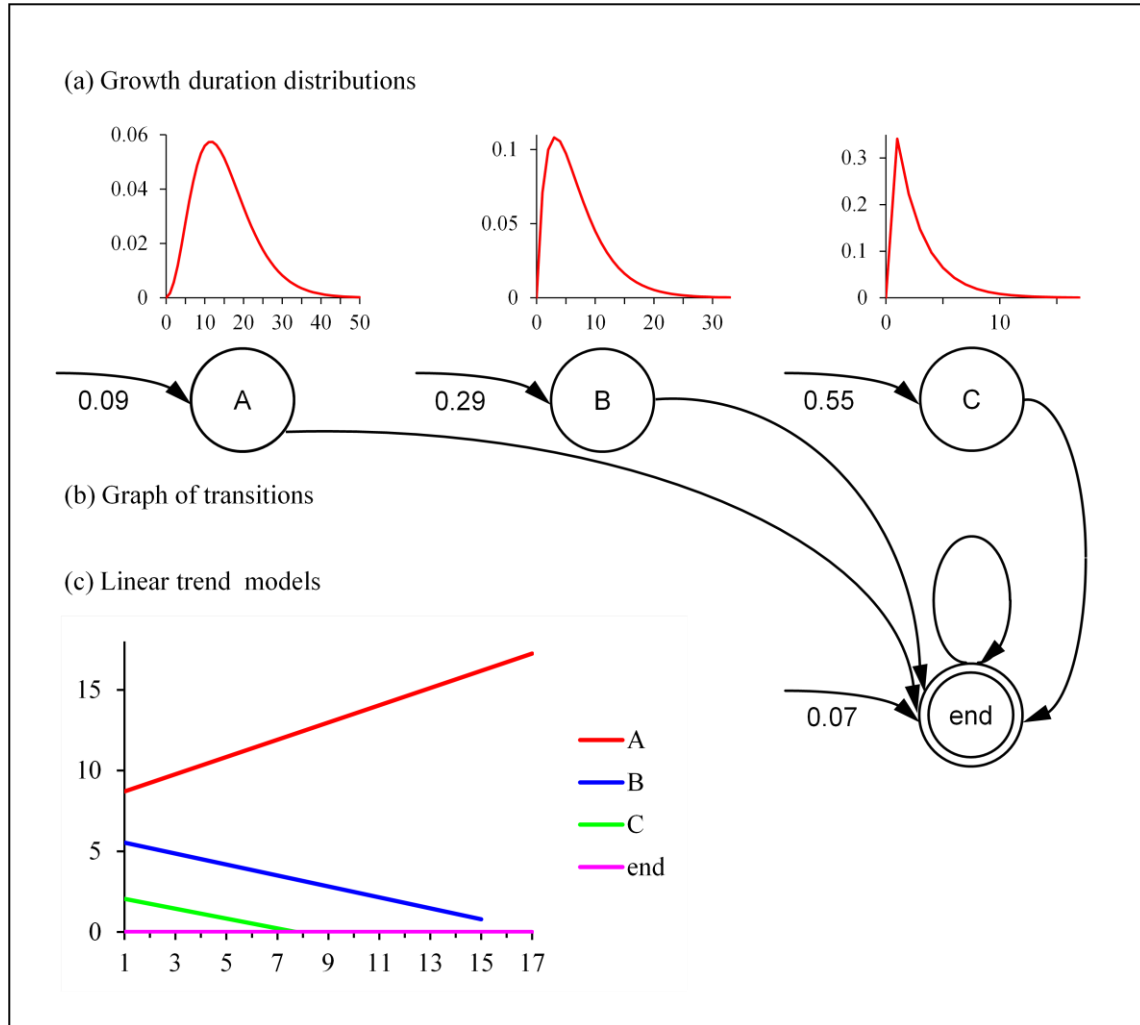 (a) Growth duration distributions
0.06
0.04
0.02
0
0 10 20 30 40 50
0.1
0.05
0
0 10 20 30
0.3
0.2
0.1
0
0 10
0.09
A
0.29
B
0.55
C
(b) Graph of transitions
(c) Linear trend models
15
10
5
0
1 3 5 7 9 11 13 15 17
A
B
C
end
0.07
end